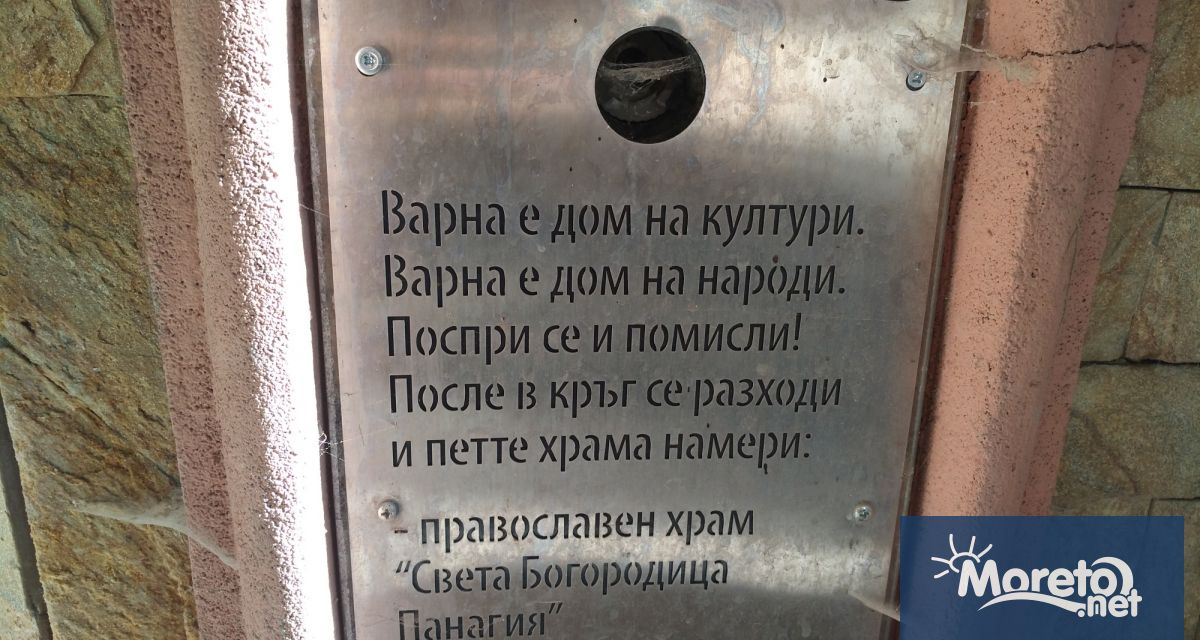 Варна е дом на култури.
Варна е дом на народи.
Поспри се и помисли!
После в кръг се разходи
и петте храма намери:
- православен храм
“Света Богородица
Панагия”
Moreto
.net